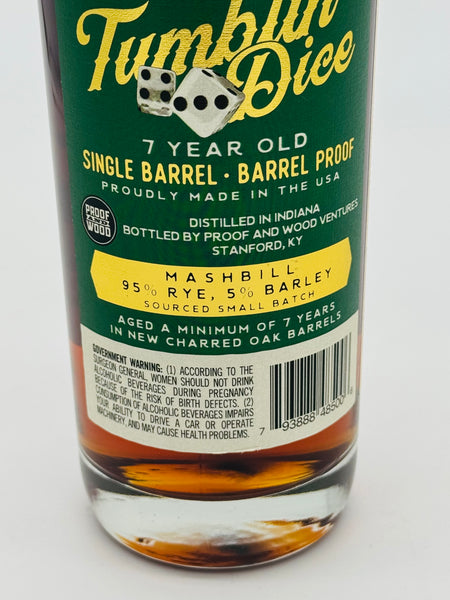 Tumblin'
Dice
7 YEAR OLD
SINGLE BARREL · BARREL PROOF
PROUDLY MADE IN THE USA
PROOF
AND
WOOD
DISTILLED IN INDIANA
BOTTLED BY PROOF AND WOOD VENTURES
STANFORD, KY
MASHBILL
95% RYE, 5% BARLEY
SOURCED SMALL BATCH
AGED A MINIMUM OF 7 YEARS
IN NEW CHARRED OAK BARRELS
GOVERNMENT WARNING: (1) ACCORDING TO THE
SURGEON GENERAL, WOMEN SHOULD NOT DRINK
ALCOHOLIC BEVERAGES DURING PREGNANCY
BECAUSE OF THE RISK OF BIRTH DEFECTS. (2)
CONSUMPTION OF ALCOHOLIC BEVERAGES IMPAIRS
YOUR ABILITY TO DRIVE A CAR OR OPERATE
MACHINERY, AND MAY CAUSE HEALTH PROBLEMS.
7 93888 48500 8